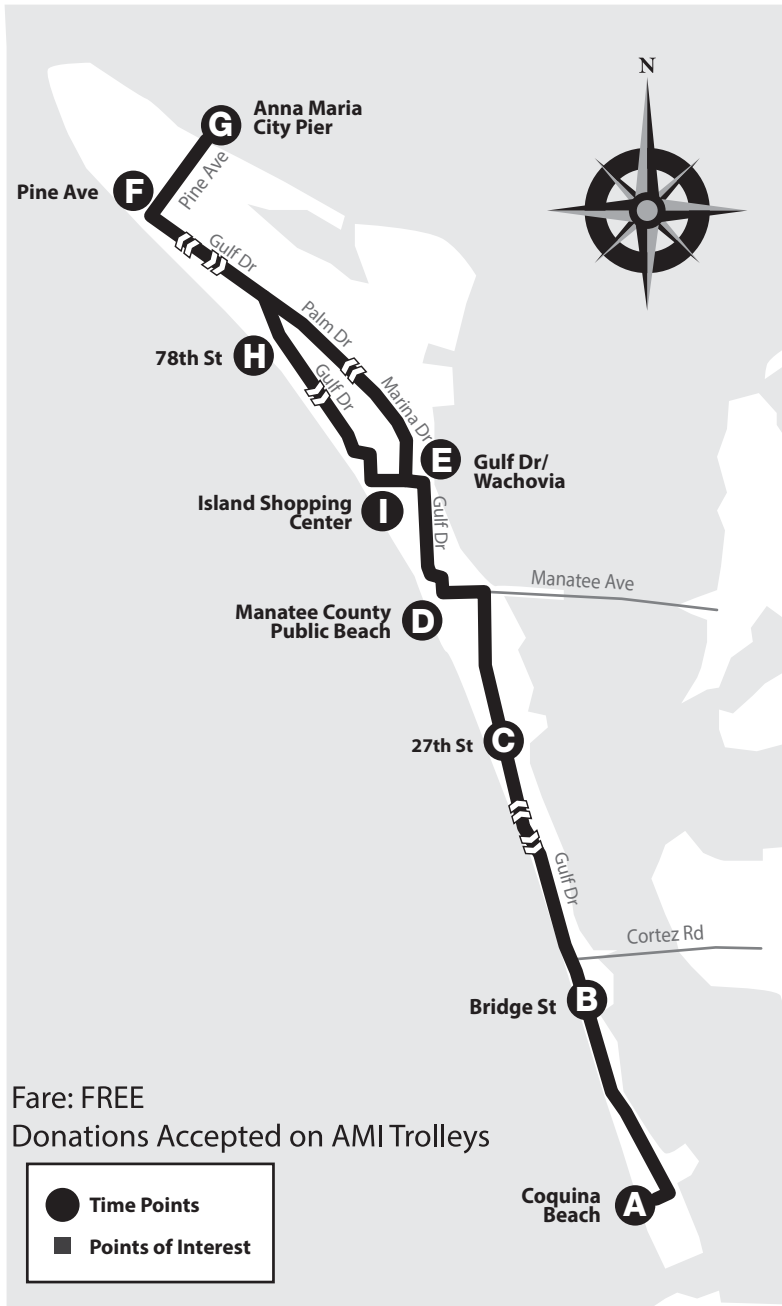 N
G
Anna Maria
City Pier
Pine Ave
F
Pine Ave
Gulf Dr
Palm Dr
78th St
H
Gulf Dr
Marina Dr
E
Gulf Dr/
Wachovia
Island Shopping
Center
I
Gulf Dr
Manatee Ave
Manatee County
Public Beach
D
27th St
C
Gulf Dr
Cortez Rd
Bridge St
B
Fare: FREE
Donations Accepted on AMI Trolleys
Time Points
Points of Interest
Coquina
Beach
A